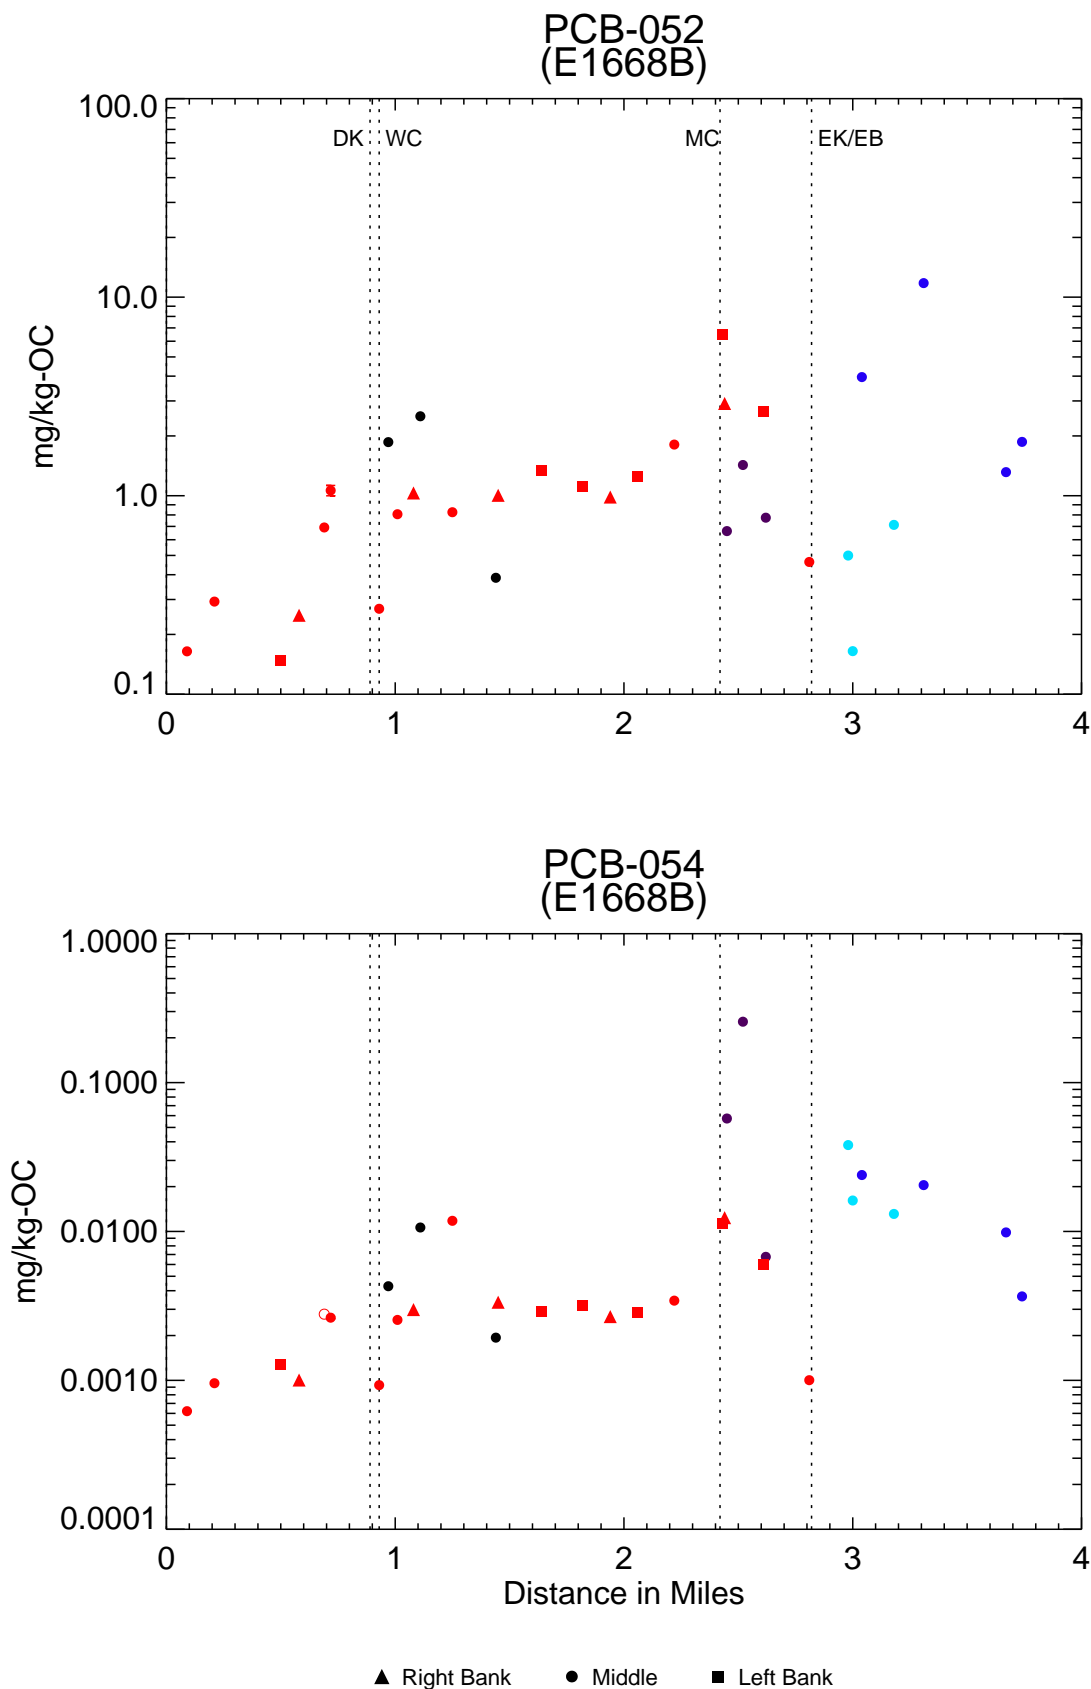 PCB-052
(E1668B)
100.0
DK WC MC EK/EB
10.0
mg/kg-OC
1.0
0.1
0 1 2 3 4
PCB-054
(E1668B)
1.0000
0.1000
mg/kg-OC
0.0100
0.0010
0.0001
0 1 2 3 4
Distance in Miles
Right Bank Middle Left Bank